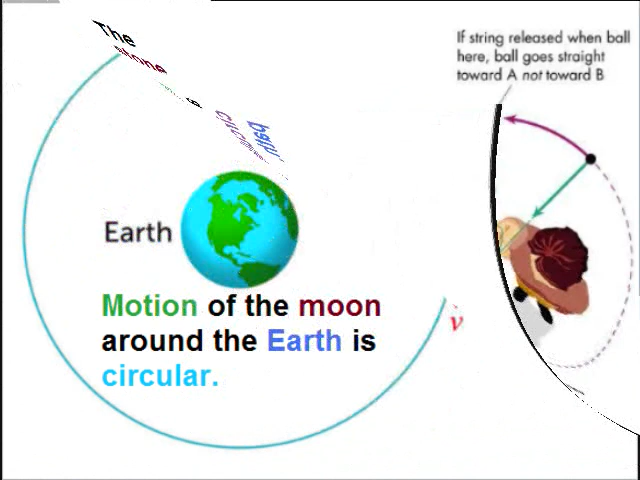 The
stone
If string released when ball
here, ball goes straight
toward A not toward B
Earth
Motion of the moon
around the Earth is
circular.
v